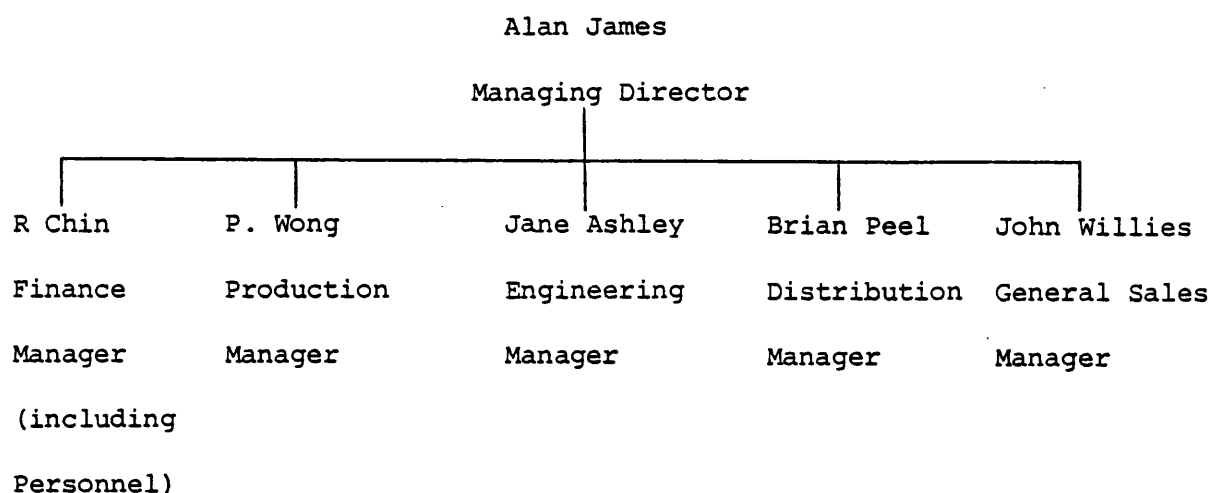 Alan James
Managing Director
R Chin P. Wong Jane Ashley Brian Peel John Willies
Finance Production Engineering Distribution General Sales
Manager Manager Manager Manager Manager
(including
Personnel)